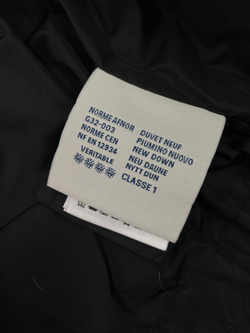 NORME AFNOR
G32-003
NORME CEN
NF EN 12934
VERITABLE
DUVET NEUF
PIUMINO NUOVO
NEW DOWN
NEU DAUNE
NYTT DUN
CLASSE 1